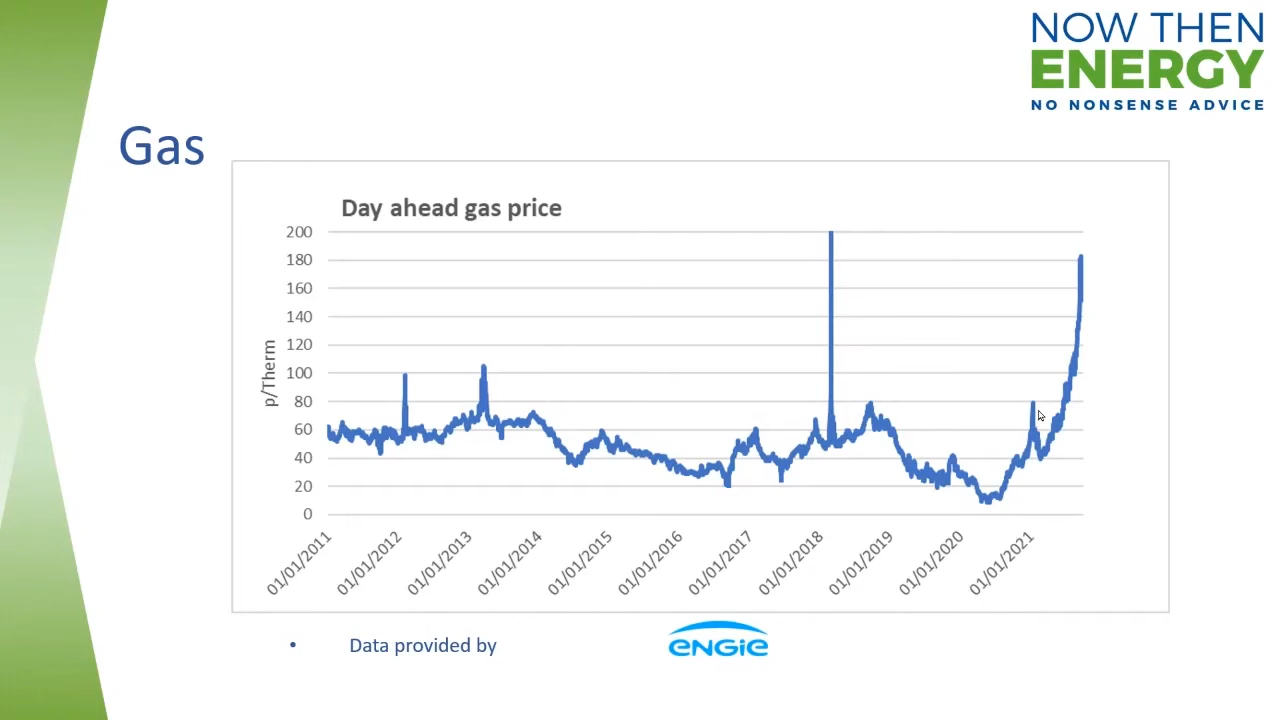 NOW THEN
ENERGY
NO NONSENSE ADVICE
Gas
Day ahead gas price
200
180
160
140
120
100
80
60
40
20
0
p/Therm
01/01/2011
01/01/2012
01/01/2013
01/01/2014
01/01/2015
01/01/2016
01/01/2017
01/01/2018
01/01/2019
01/01/2020
01/01/2021
• Data provided by
ENGIE